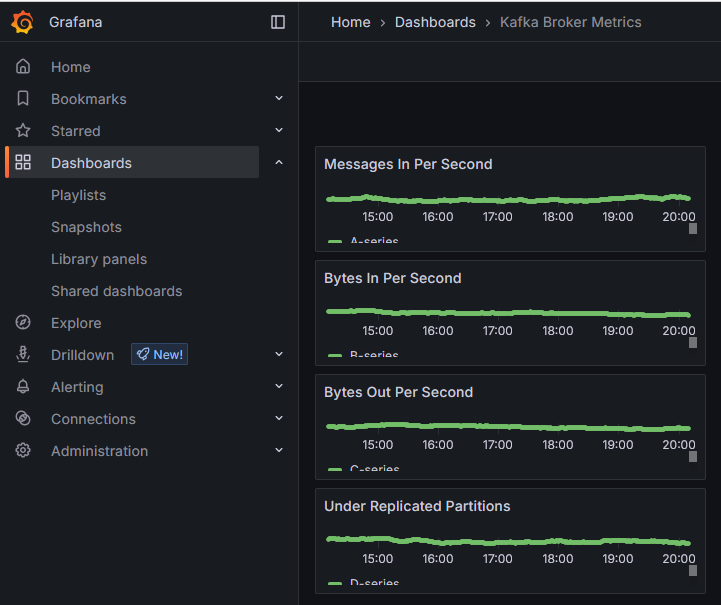 Grafana
Home
Bookmarks
Starred
Dashboards
Playlists
Snapshots
Library panels
Shared dashboards
Explore
Drilldown New!
Alerting
Connections
Administration
Home › Dashboards › Kafka Broker Metrics
Messages In Per Second
15:00 16:00 17:00 18:00 19:00 20:00
A-series
Bytes In Per Second
15:00 16:00 17:00 18:00 19:00 20:00
B-series
Bytes Out Per Second
15:00 16:00 17:00 18:00 19:00 20:00
C-series
Under Replicated Partitions
15:00 16:00 17:00 18:00 19:00 20:00
D-series